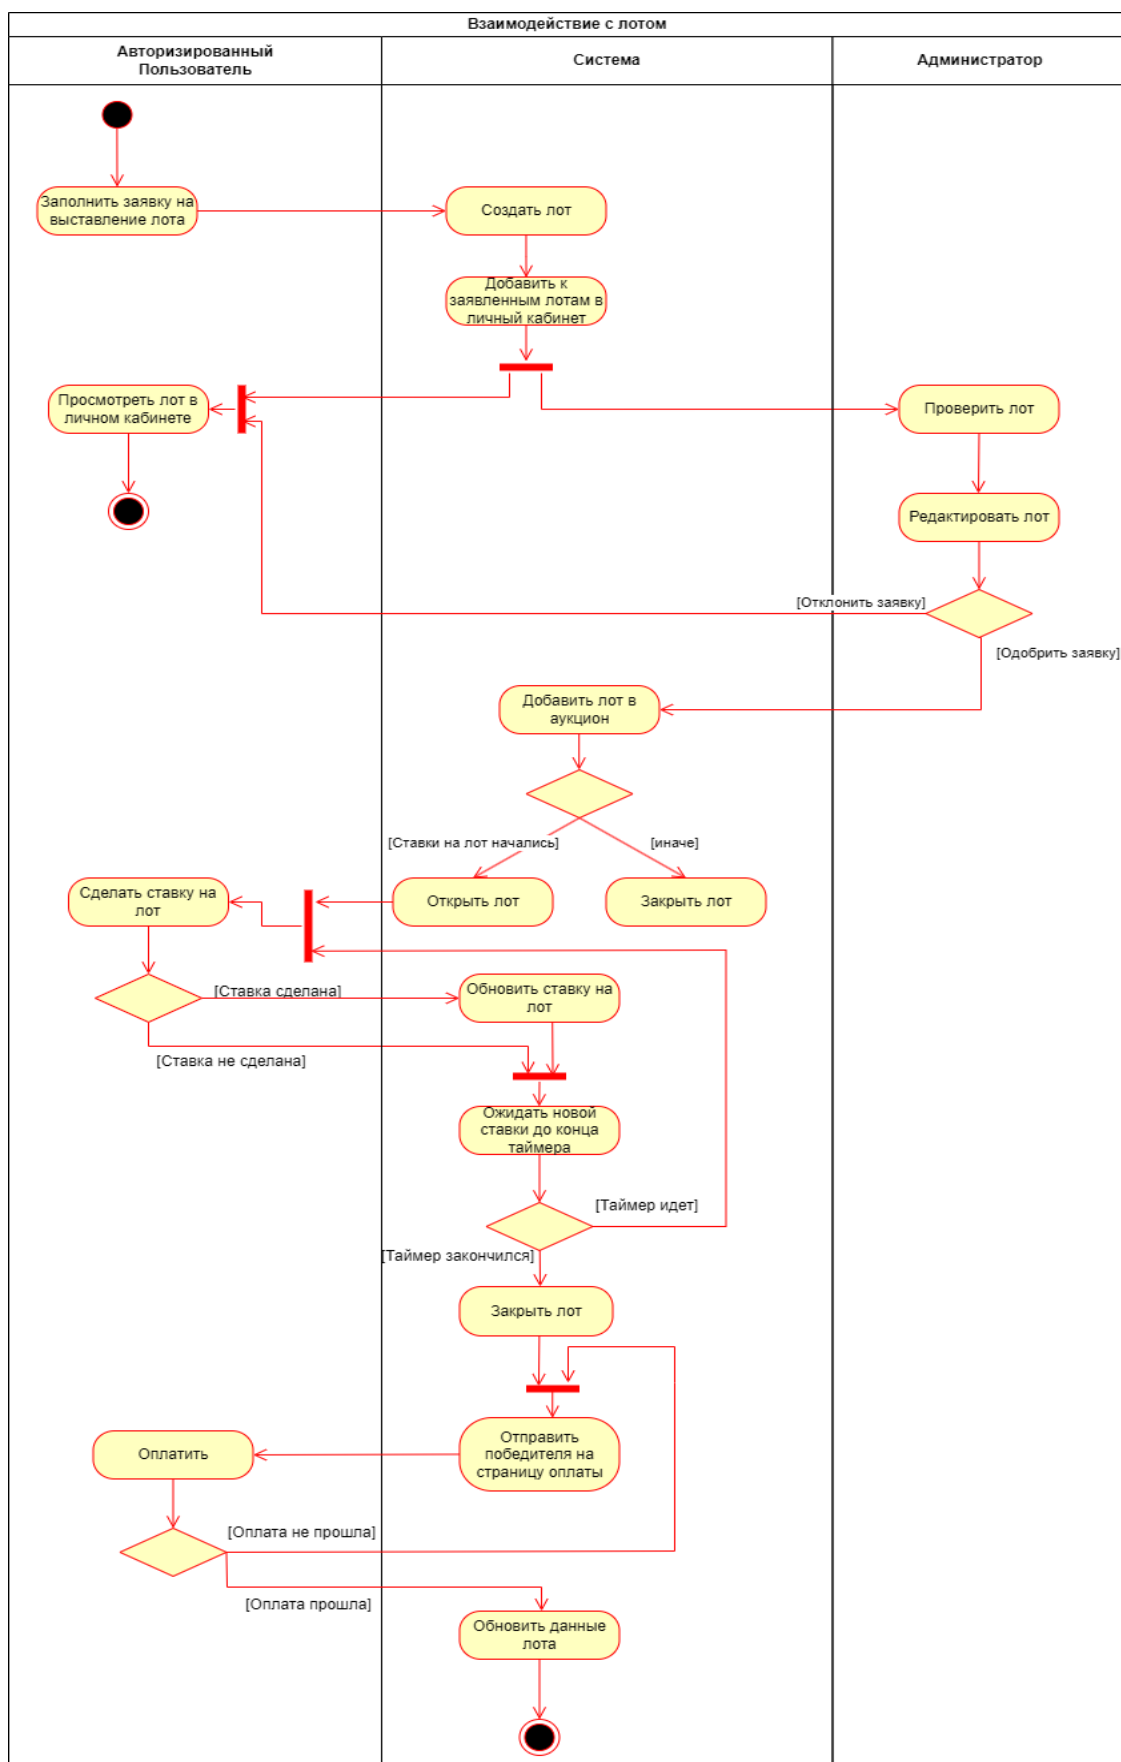 Взаимодействие с лотом
Авторизированный
Пользователь
Система
Администратор
Заполнить заявку на
выставление лота
Создать лот
Добавить к
заявленным лотам в
личный кабинет
Просмотреть лот в
личном кабинете
Проверить лот
Редактировать лот
[Отклонить заявку]
[Одобрить заявку]
Добавить лот в
аукцион
[Ставки на лот начались]
[иначе]
Сделать ставку на
лот
Открыть лот
Закрыть лот
[Ставка сделана]
Обновить ставку на
лот
[Ставка не сделана]
Ожидать новой
ставки до конца
таймера
[Таймер идет]
[Таймер закончился]
Закрыть лот
Оплатить
Отправить
победителя на
страницу оплаты
[Оплата не прошла]
[Оплата прошла]
Обновить данные
лота